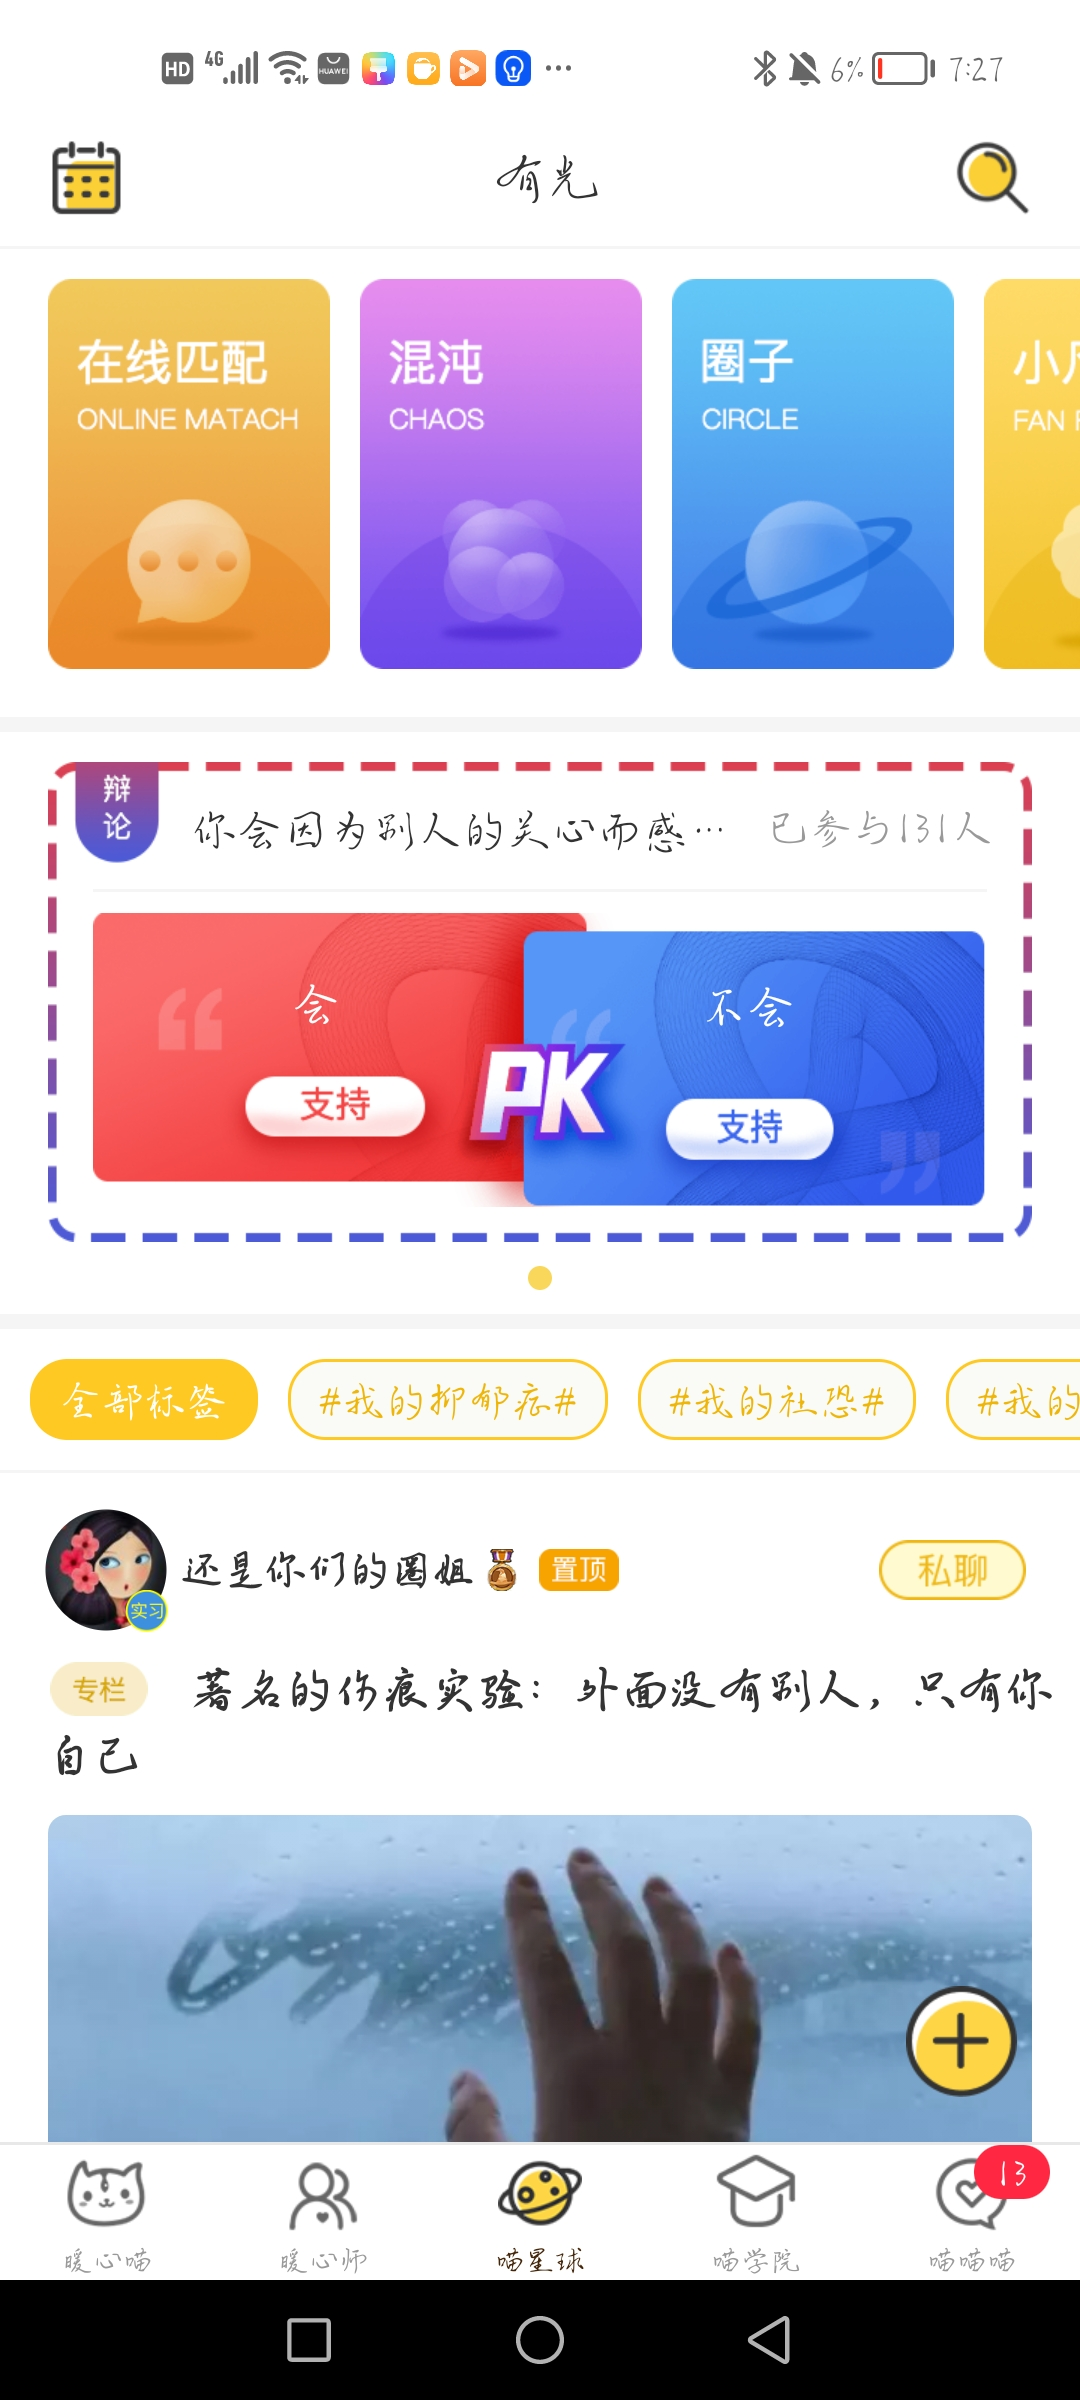 HD 4G HUAWEI 6% 7:27
有光
在线匹配
ONLINE MATACH
混沌
CHAOS
圈子
CIRCLE
小
FAN
辩论
你会因为别人的关心而感… 已参与131人
会
支持
PK
不会
支持
全部标签 #我的抑郁症# #我的社恐# #我的
还是你们的圈姐 置顶 私聊
实习
专栏 著名的伤痕实验：外面没有别人，只有你
自己
13
暖心喵 暖心师 喵星球 喵学院 喵喵喵